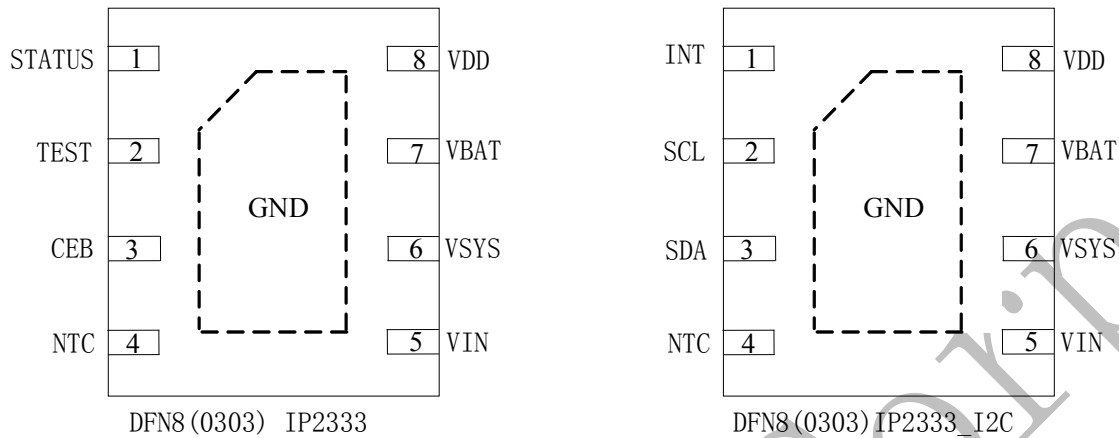 STATUS 1 8 VDD
TEST 2 7 VBAT
GND
CEB 3 6 VSYS
NTC 4 5 VIN
DFN8(0303) IP2333
INT 1 8 VDD
SCL 2 7 VBAT
GND
SDA 3 6 VSYS
NTC 4 5 VIN
DFN8(0303)IP2333_I2C